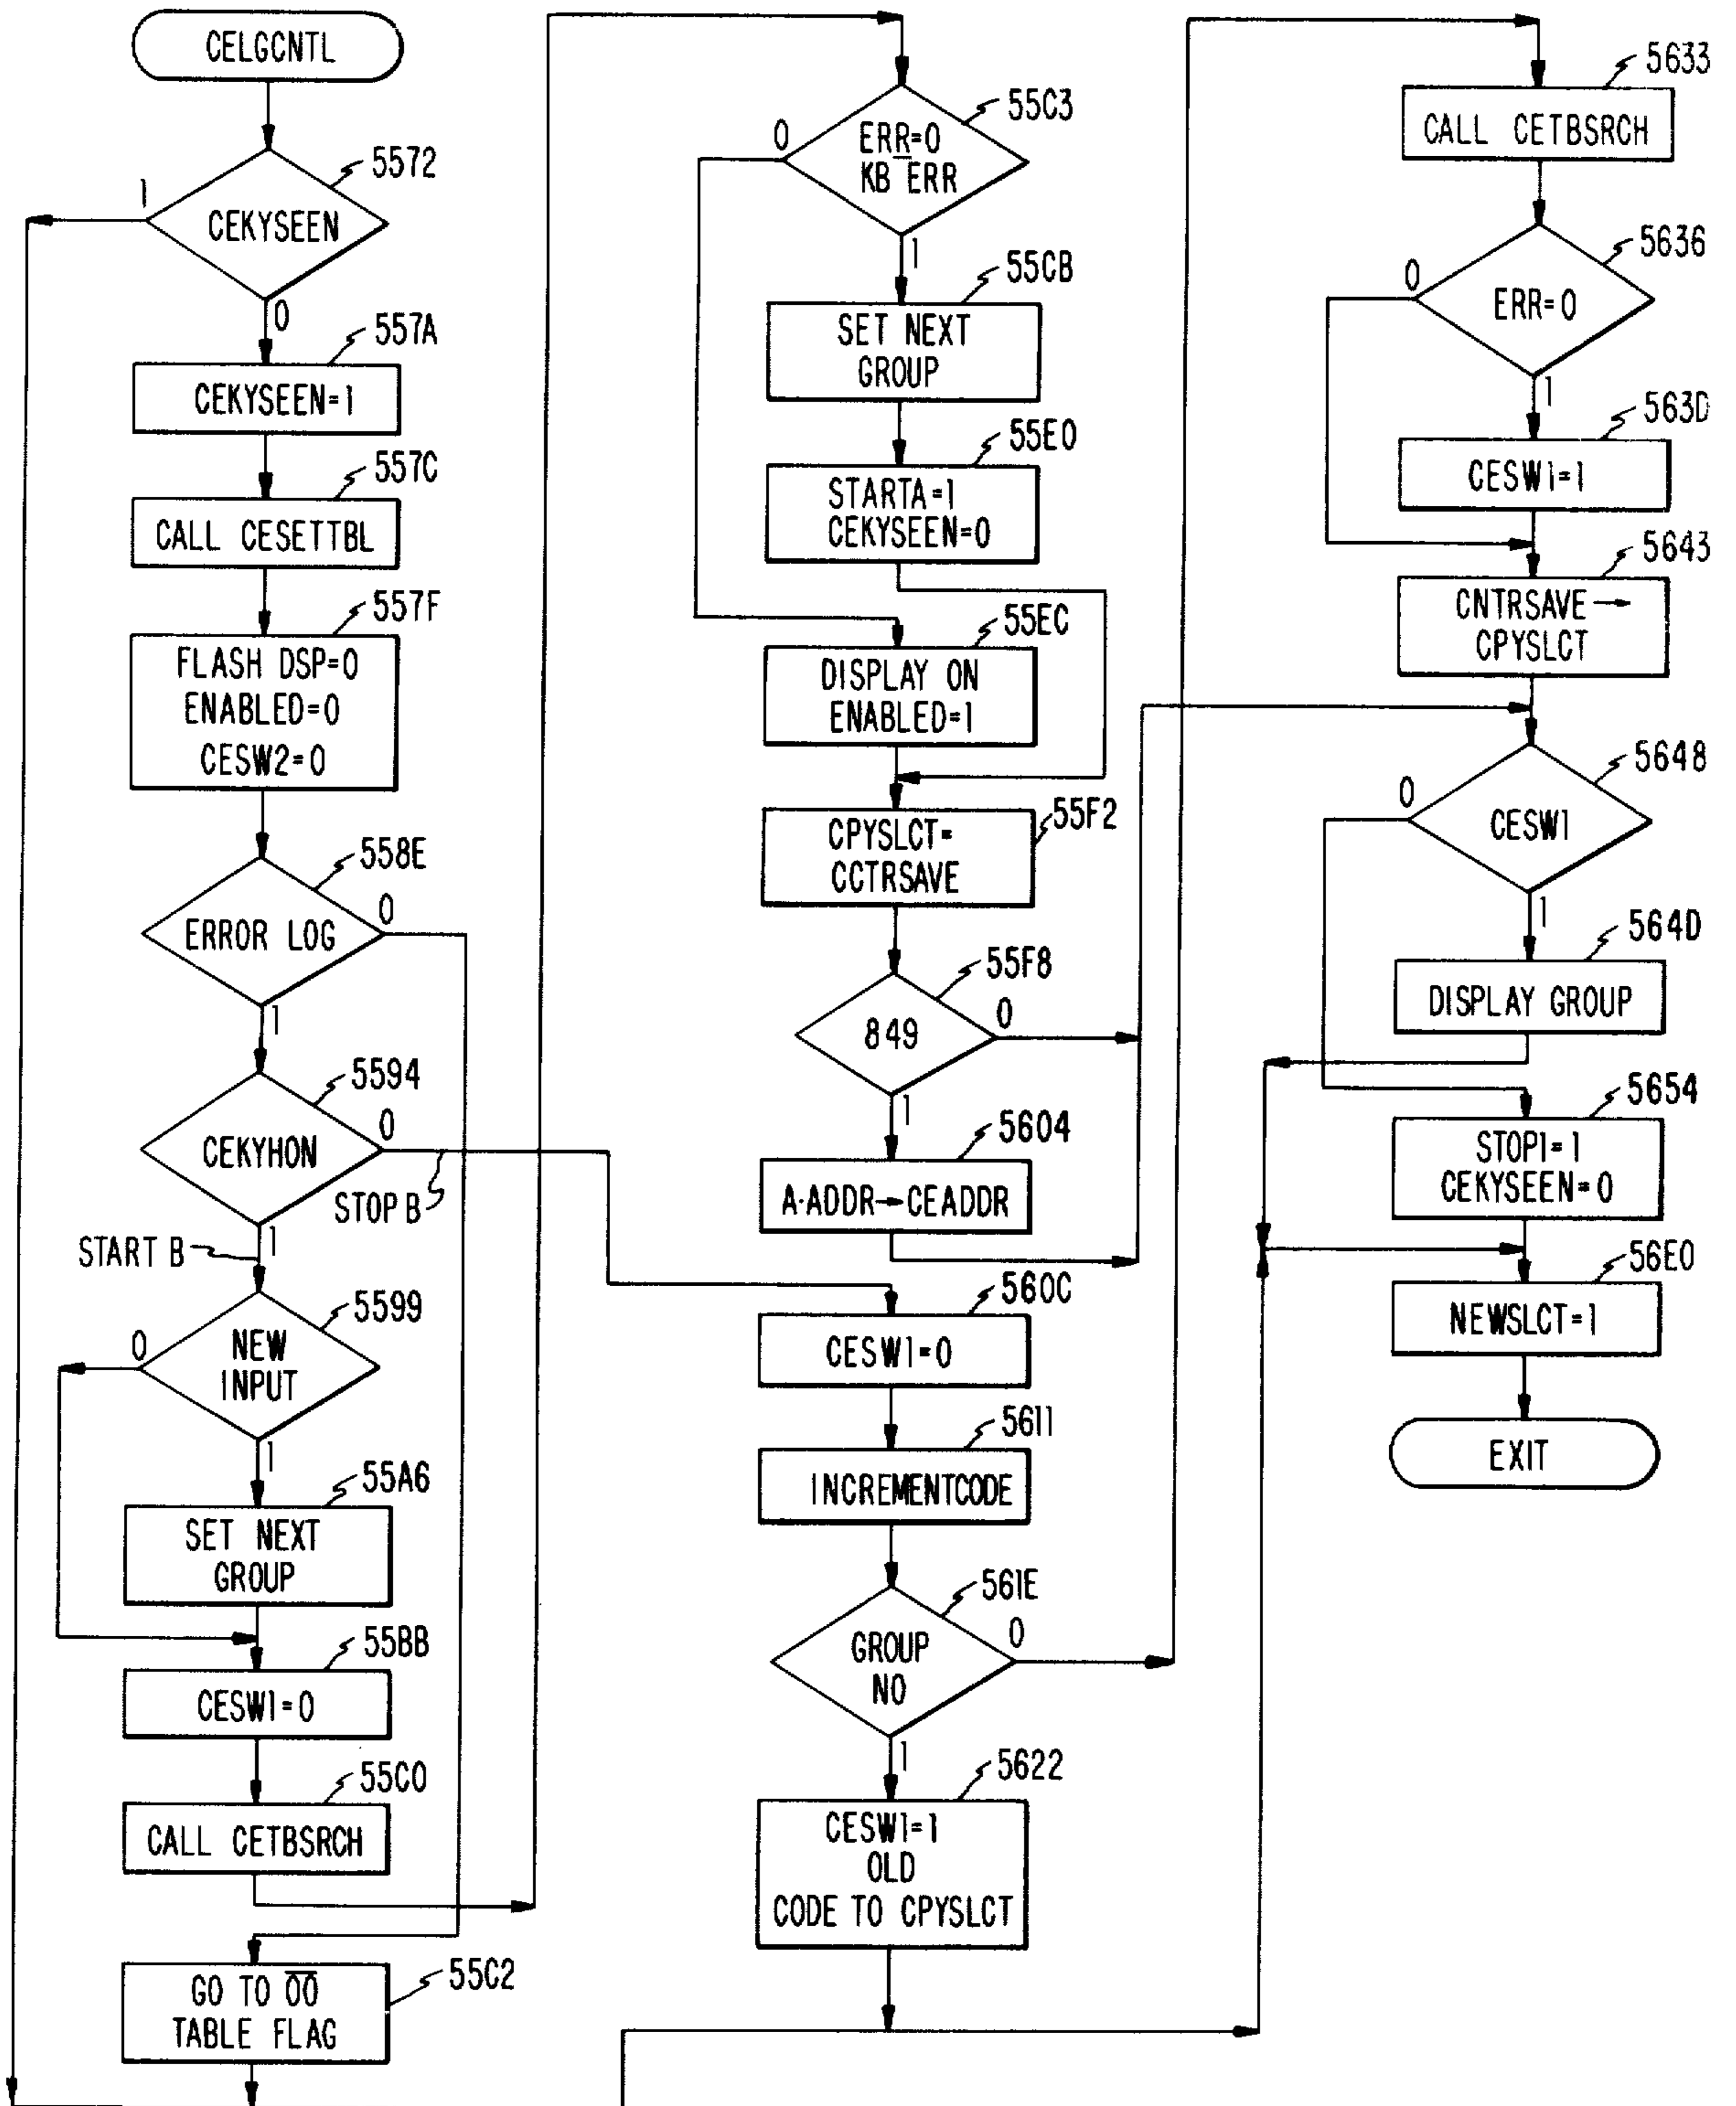 CELGCNTL
5572
1
CEKYSEEN
0
557A
CEKYSEEN=1
557C
CALL CESETTBL
557F
FLASH DSP=0
ENABLED=0
CESW2=0
558E
ERROR LOG
0
1
5594
CEKYHON
0
STOP B
START B
1
5599
0
NEW
INPUT
1
55A6
SET NEXT
GROUP
55BB
CESW1=0
55C0
CALL CETBSRCH
55C2
GO TO 00
TABLE FLAG
55C3
0
ERR=0
KB ERR
1
55CB
SET NEXT
GROUP
55E0
STARTA=1
CEKYSEEN=0
55EC
DISPLAY ON
ENABLED=1
55F2
CPYSLCT=
CCTRSAVE
55F8
849
0
1
5604
A-ADDR→CEADDR
560C
CESW1=0
5611
INCREMENTCODE
561E
GROUP
NO
0
1
5622
CESW1=1
OLD
CODE TO CPYSLCT
5633
CALL CETBSRCH
5636
0
ERR=0
1
563D
CESW1=1
5643
CNTRSAVE→
CPYSLCT
5648
0
CESW1
1
564D
DISPLAY GROUP
5654
STOP1=1
CEKYSEEN=0
56E0
NEWSLCT=1
EXIT